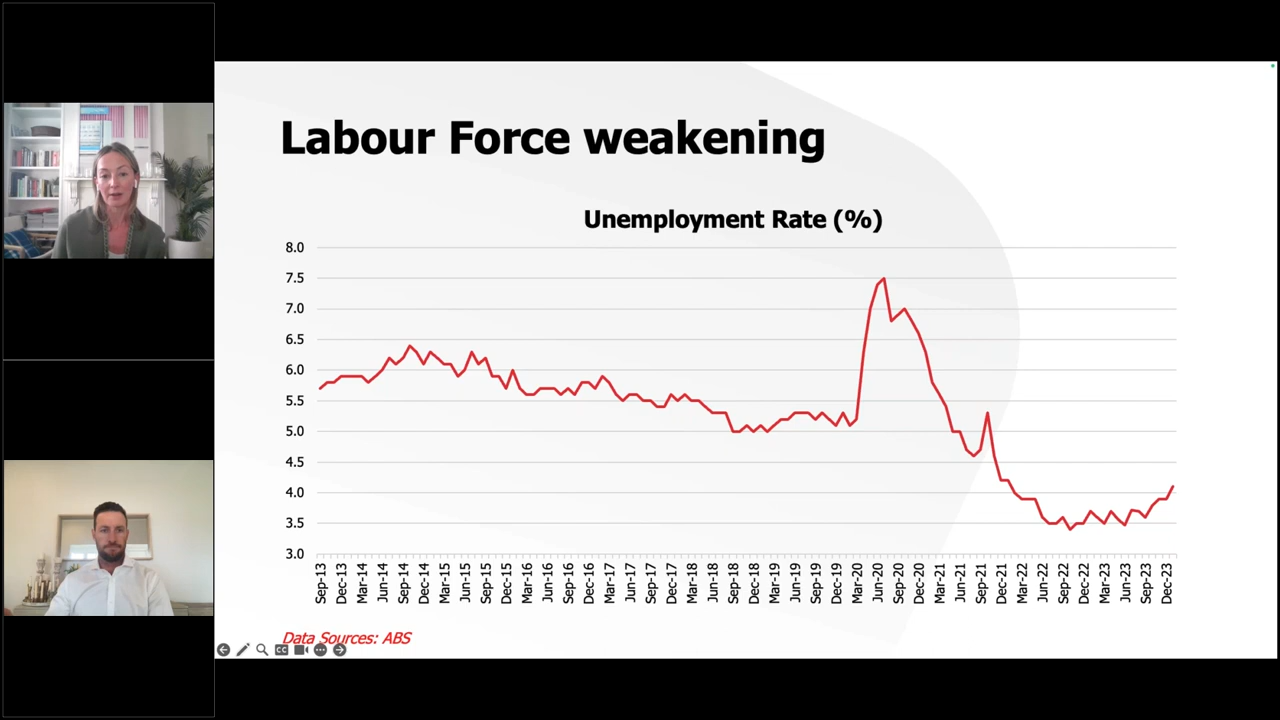 Labour Force weakening
Unemployment Rate (%)
8.0
7.5
7.0
6.5
6.0
5.5
5.0
4.5
4.0
3.5
3.0
Sep-13
Dec-13
Mar-14
Jun-14
Sep-14
Dec-14
Mar-15
Jun-15
Sep-15
Dec-15
Mar-16
Jun-16
Sep-16
Dec-16
Mar-17
Jun-17
Sep-17
Dec-17
Mar-18
Jun-18
Sep-18
Dec-18
Mar-19
Jun-19
Sep-19
Dec-19
Mar-20
Jun-20
Sep-20
Dec-20
Mar-21
Jun-21
Sep-21
Dec-21
Mar-22
Jun-22
Sep-22
Dec-22
Mar-23
Jun-23
Sep-23
Dec-23
Data Sources: ABS
CC